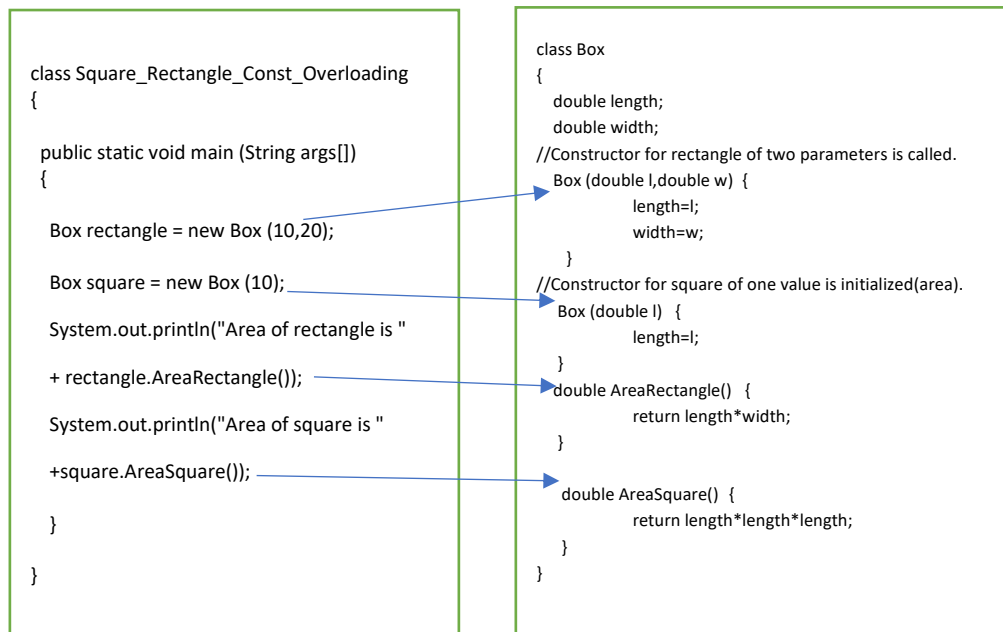 class Square_Rectangle_Const_Overloading
{
public static void main (String args[])
{
Box rectangle = new Box (10,20);
Box square = new Box (10);
System.out.println("Area of rectangle is "
+ rectangle.AreaRectangle());
System.out.println("Area of square is "
+square.AreaSquare());
}
}
class Box
{
double length;
double width;
//Constructor for rectangle of two parameters is called.
Box (double l,double w) {
length=l;
width=w;
}
//Constructor for square of one value is initialized(area).
Box (double l) {
length=l;
}
double AreaRectangle() {
return length*width;
}
double AreaSquare() {
return length*length*length;
}
}